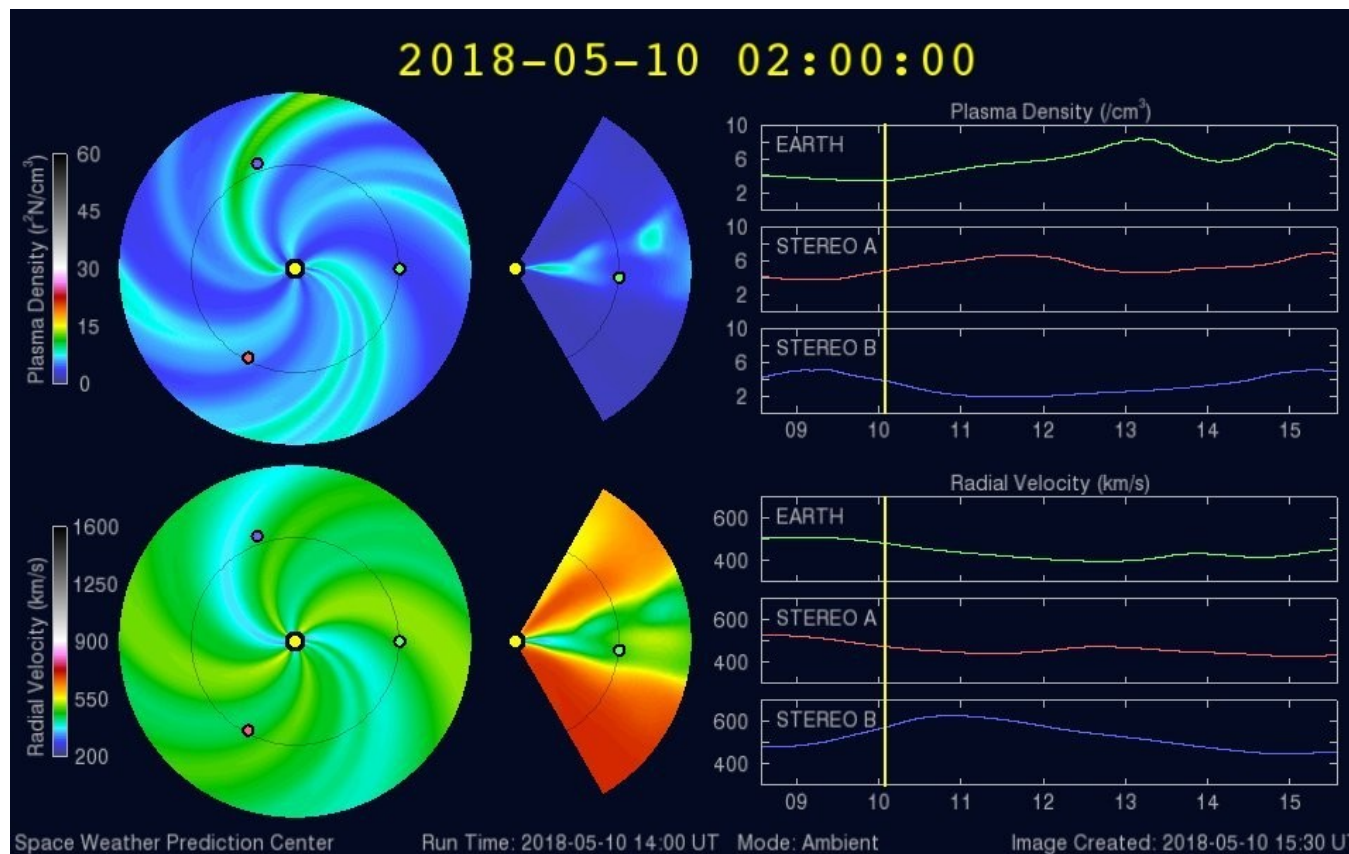 2018-05-10 02:00:00
Plasma Density (r²N/cm³)
60
45
30
15
0
Plasma Density (/cm³)
EARTH
10
6
2
STEREO A
10
6
2
STEREO B
10
6
2
09 10 11 12 13 14 15
Radial Velocity (km/s)
1600
1250
900
550
200
Radial Velocity (km/s)
EARTH
600
400
STEREO A
600
400
STEREO B
600
400
09 10 11 12 13 14 15
Space Weather Prediction Center Run Time: 2018-05-10 14:00 UT Mode: Ambient Image Created: 2018-05-10 15:30 U